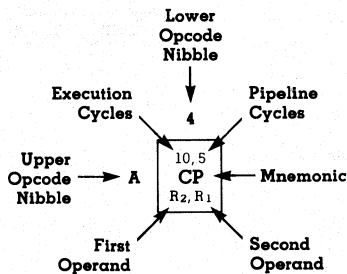 Lower
Opcode
Nibble
Execution
Cycles
Pipeline
Cycles
4
Upper
Opcode
Nibble
A
10, 5
CP
R2, R1
Mnemonic
First
Operand
Second
Operand